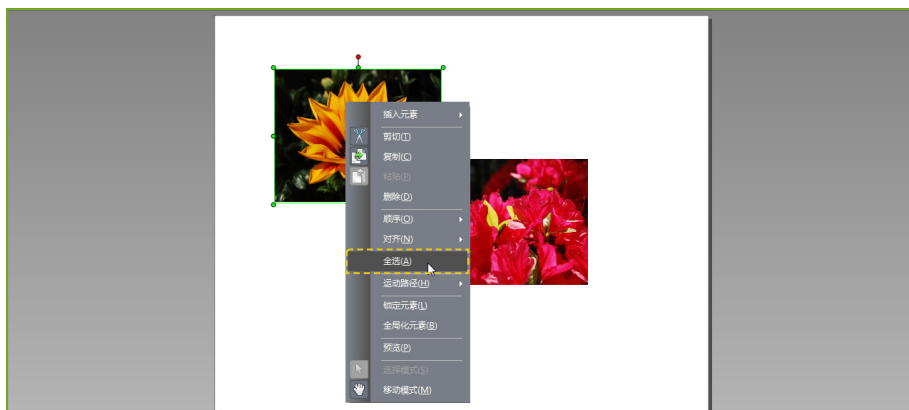 插入元素
剪切(T)
复制(C)
粘贴(P)
删除(D)
顺序(O)
对齐(N)
全选(A)
运动路径(H)
锁定元素(L)
全局化元素(B)
预览(P)
选择模式(S)
移动模式(M)